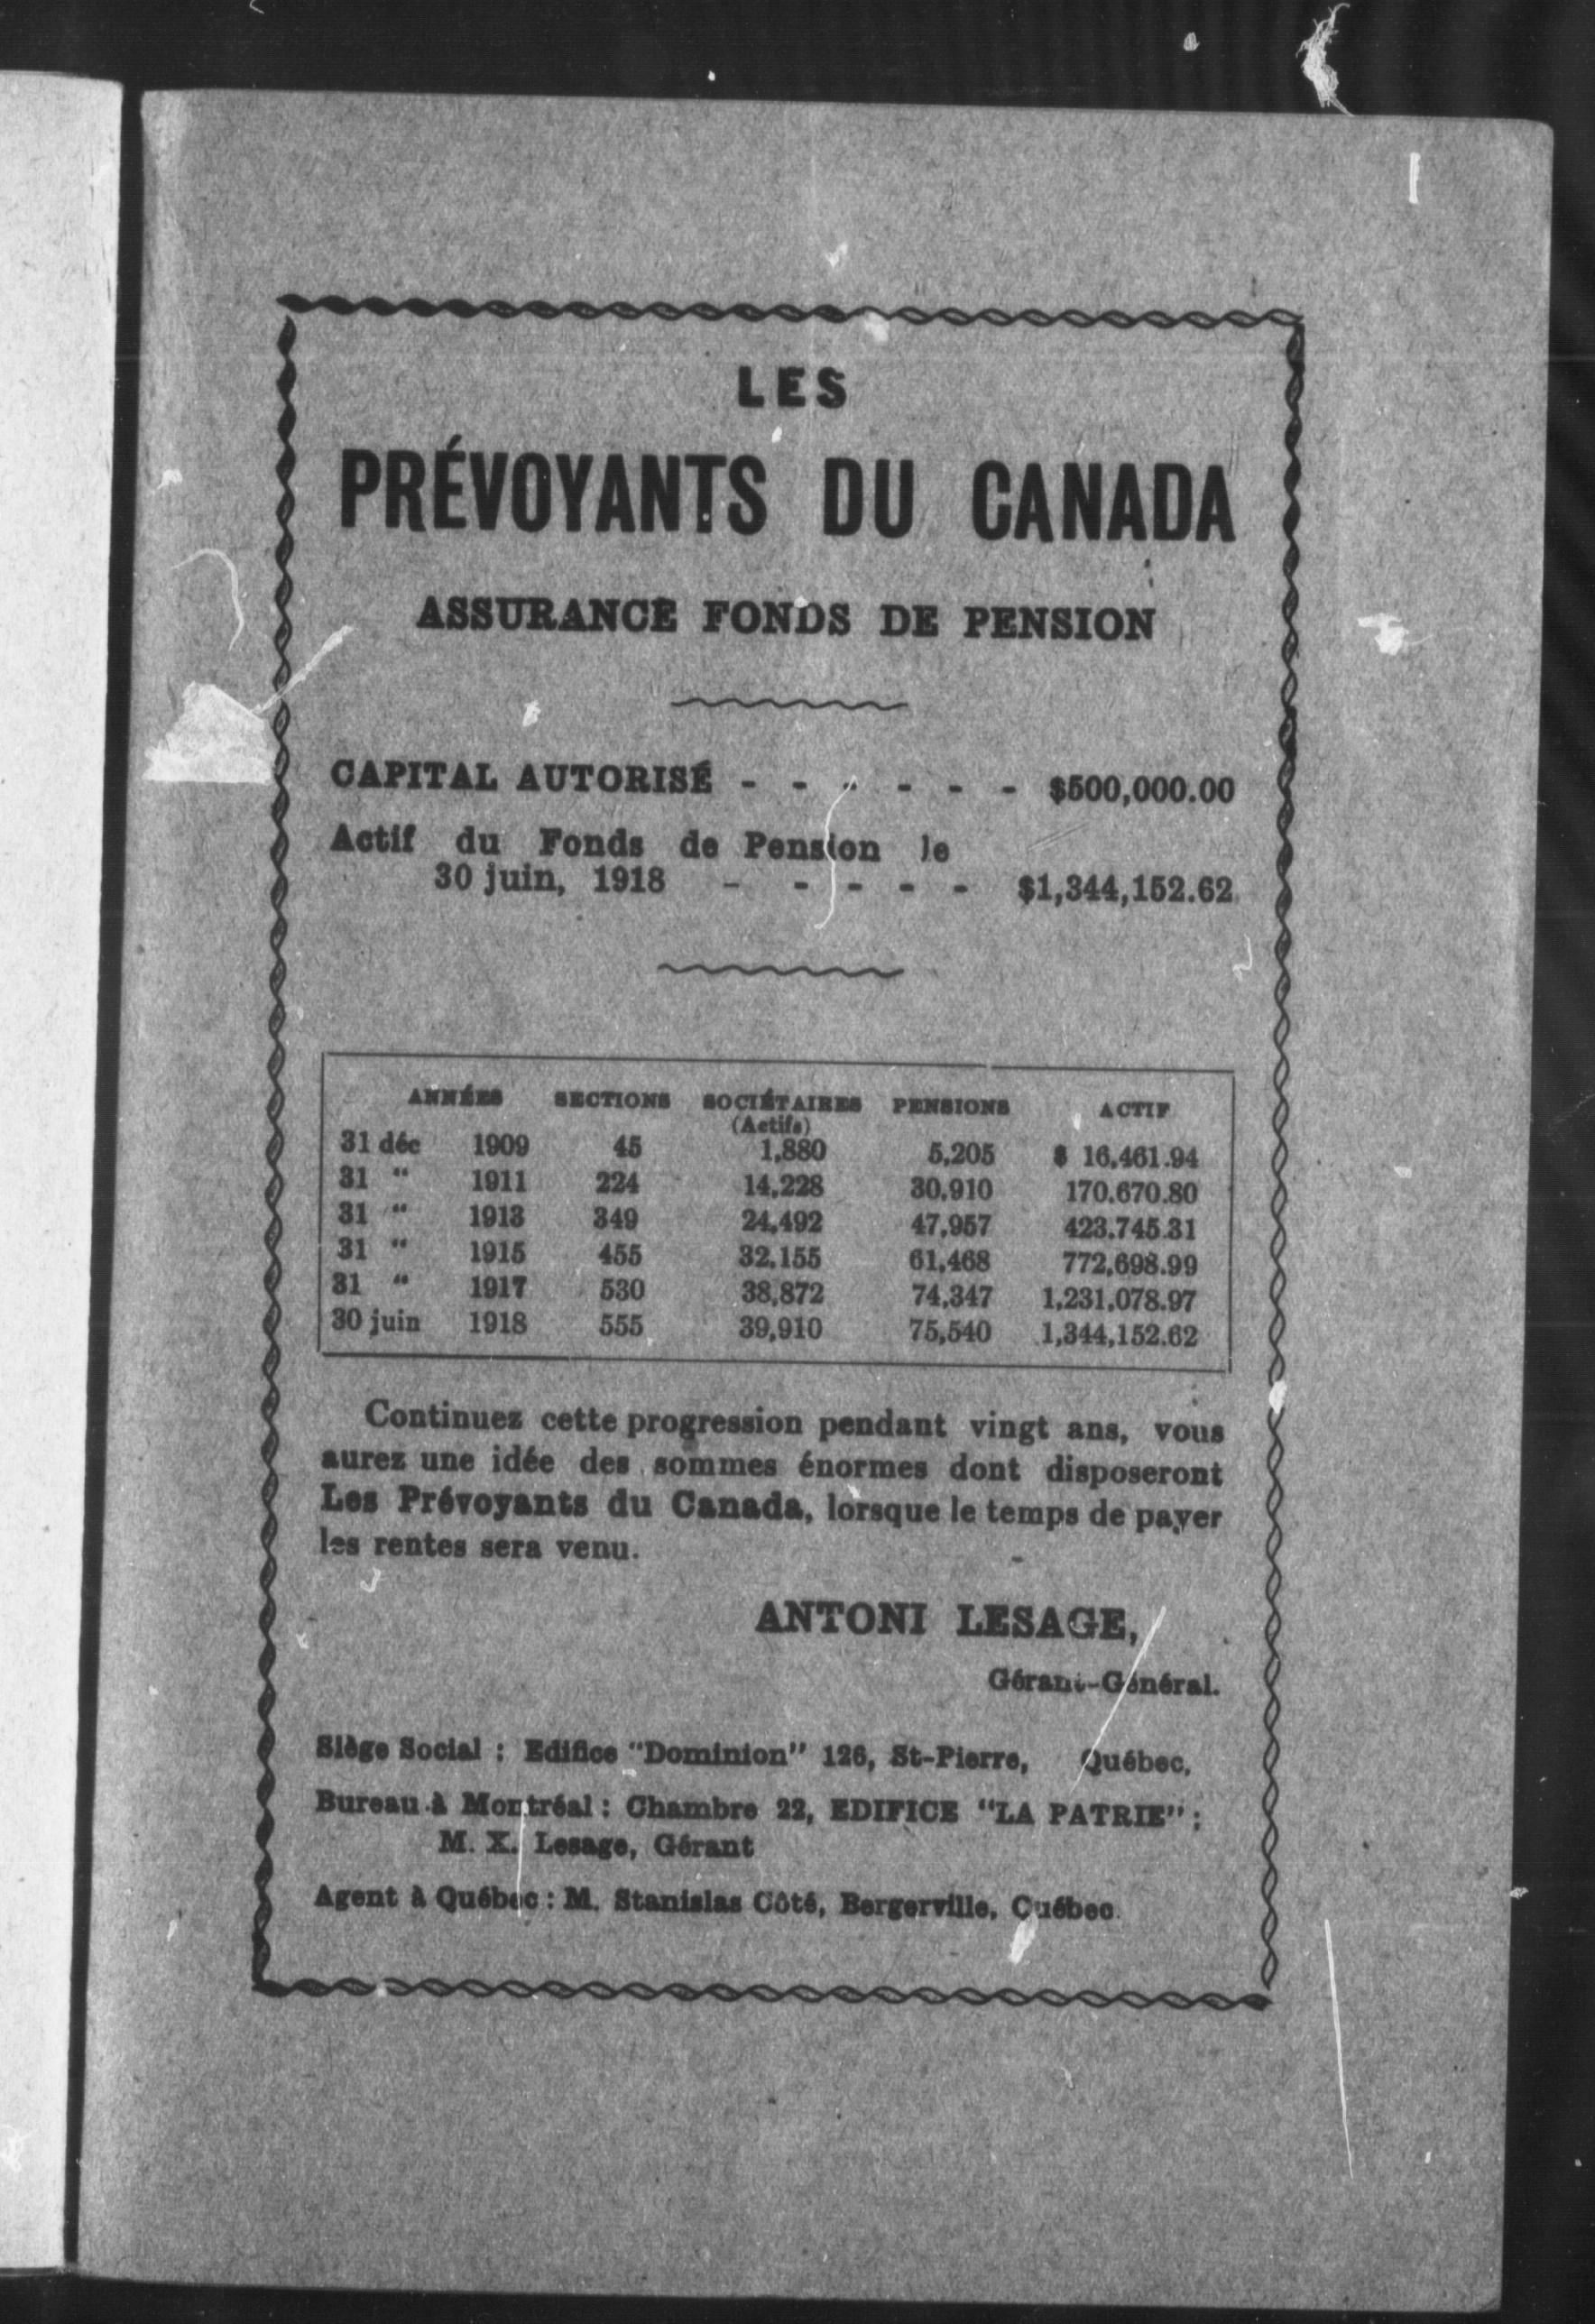 LES
PRÉVOYANTS DU CANADA
ASSURANCE FONDS DE PENSION
CAPITAL AUTORISÉ - - - - - - $500,000.00
Actif du Fonds de Pension le
30 juin, 1918 - - - - - $1,344,152.62
ANNÉES SECTIONS SOCIÉTAIRES PENSIONS ACTIF
(Actifs)
31 déc 1909 45 1,880 5,205 $ 16,461.94
31 " 1911 224 14,228 30,910 170.670.80
31 " 1913 349 24,492 47,957 423.745.31
31 " 1915 455 32,155 61,468 772,698.99
31 " 1917 530 38,872 74,347 1,231,078.97
30 juin 1918 555 39,910 75,540 1,344,152.62
Continuez cette progression pendant vingt ans, vous
aurez une idée des sommes énormes dont disposeront
Les Prévoyants du Canada, lorsque le temps de payer
les rentes sera venu.
ANTONI LESAGE,
Gérant-Général.
Siège Social : Edifice "Dominion" 126, St-Pierre, Québec,
Bureau à Montréal : Chambre 22, EDIFICE "LA PATRIE" ;
M. X. Lesage, Gérant
Agent à Québec : M. Stanislas Côté, Bergerville, Québec.